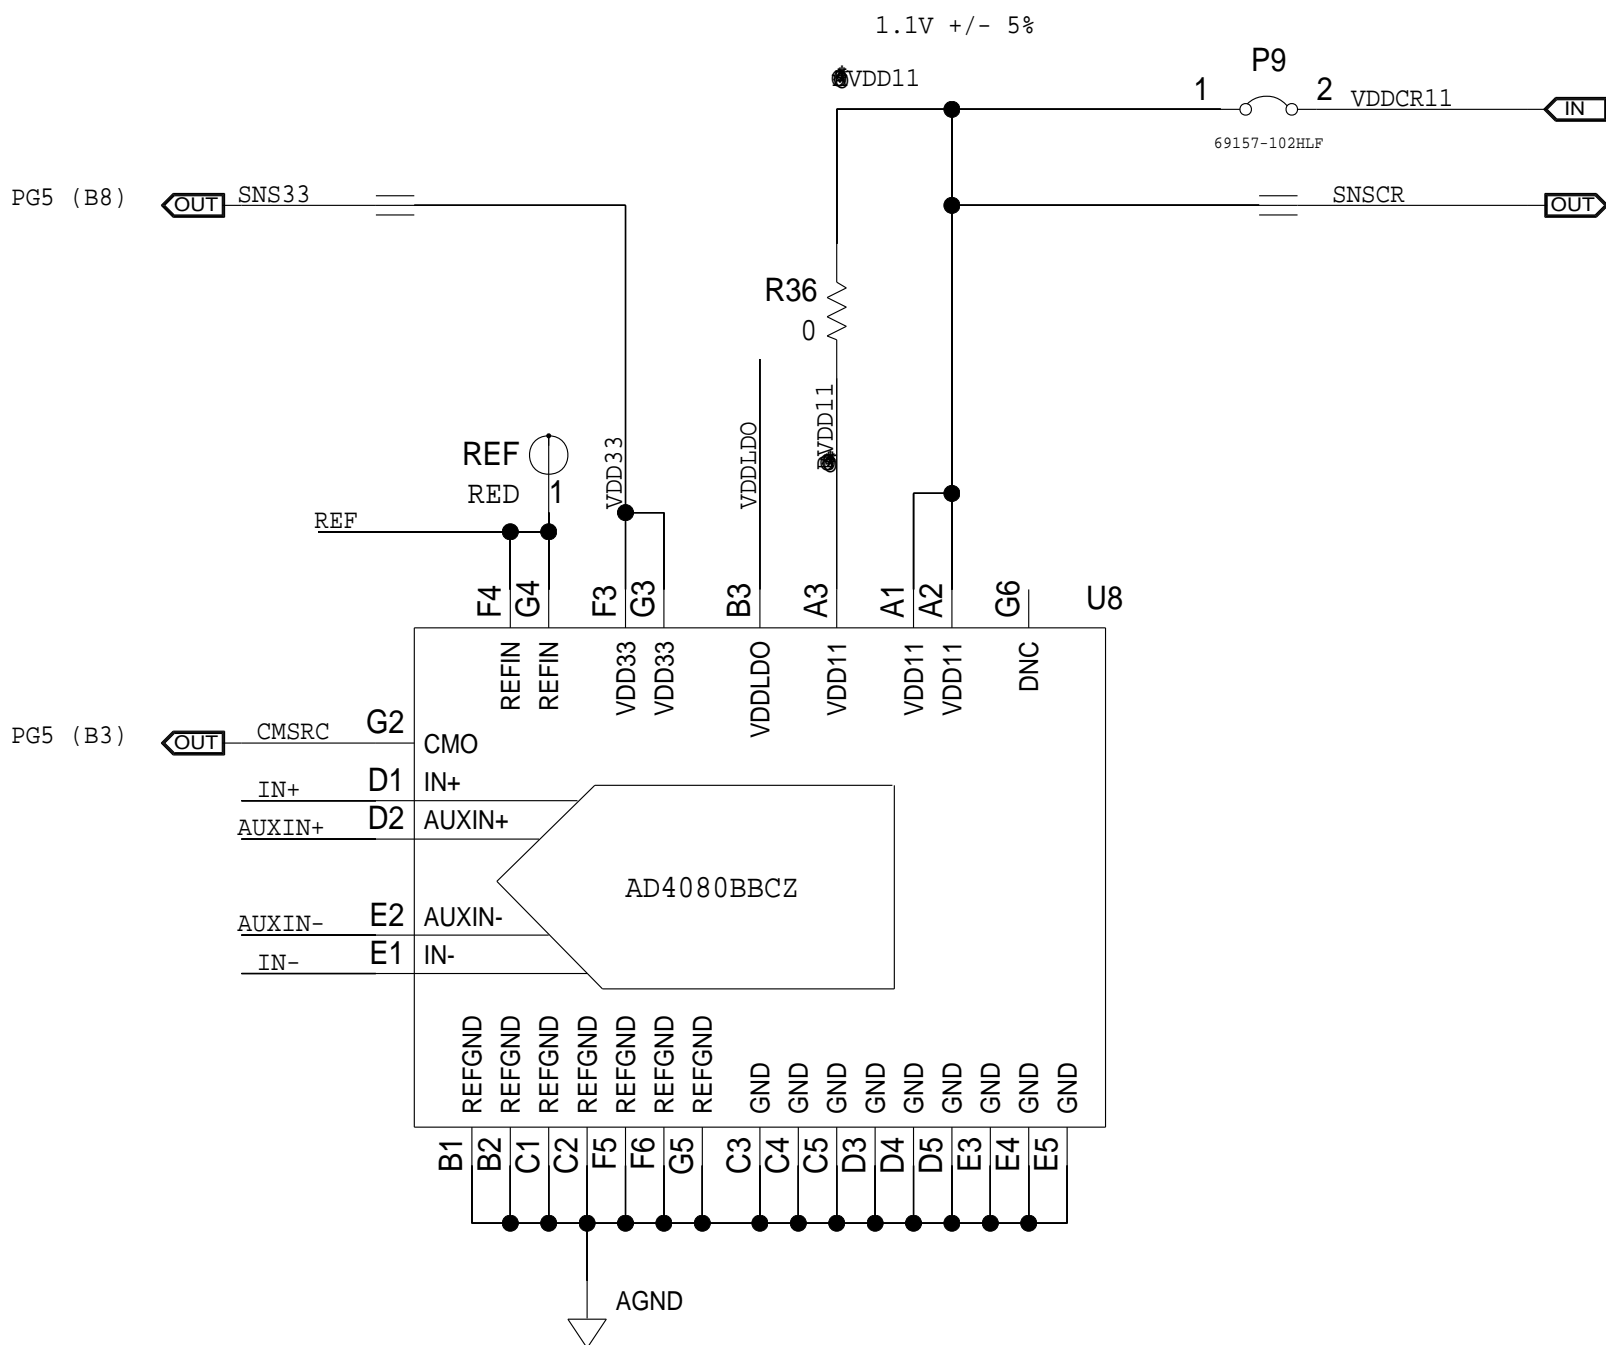 1.1V +/- 5%
VDD11
P9
1
2
VDDCR11
IN
69157-102HLF
PG5 (B8)
OUT
SNS33
SNSCR
OUT
R36
0
VDD11
VDDLDO
VDD33
REF
RED
1
REF
F4
G4
F3
G3
B3
A3
A1
A2
G6
U8
REFIN
REFIN
VDD33
VDD33
VDDLDO
VDD11
VDD11
VDD11
DNC
PG5 (B3)
OUT
CMSRC
G2
CMO
IN+
D1
IN+
AUXIN+
D2
AUXIN+
AD4080BBCZ
AUXIN-
E2
AUXIN-
IN-
E1
IN-
REFGND
REFGND
REFGND
REFGND
REFGND
REFGND
REFGND
GND
GND
GND
GND
GND
GND
GND
GND
GND
B1
B2
C1
C2
F5
F6
G5
C3
C4
C5
D3
D4
D5
E3
E4
E5
AGND